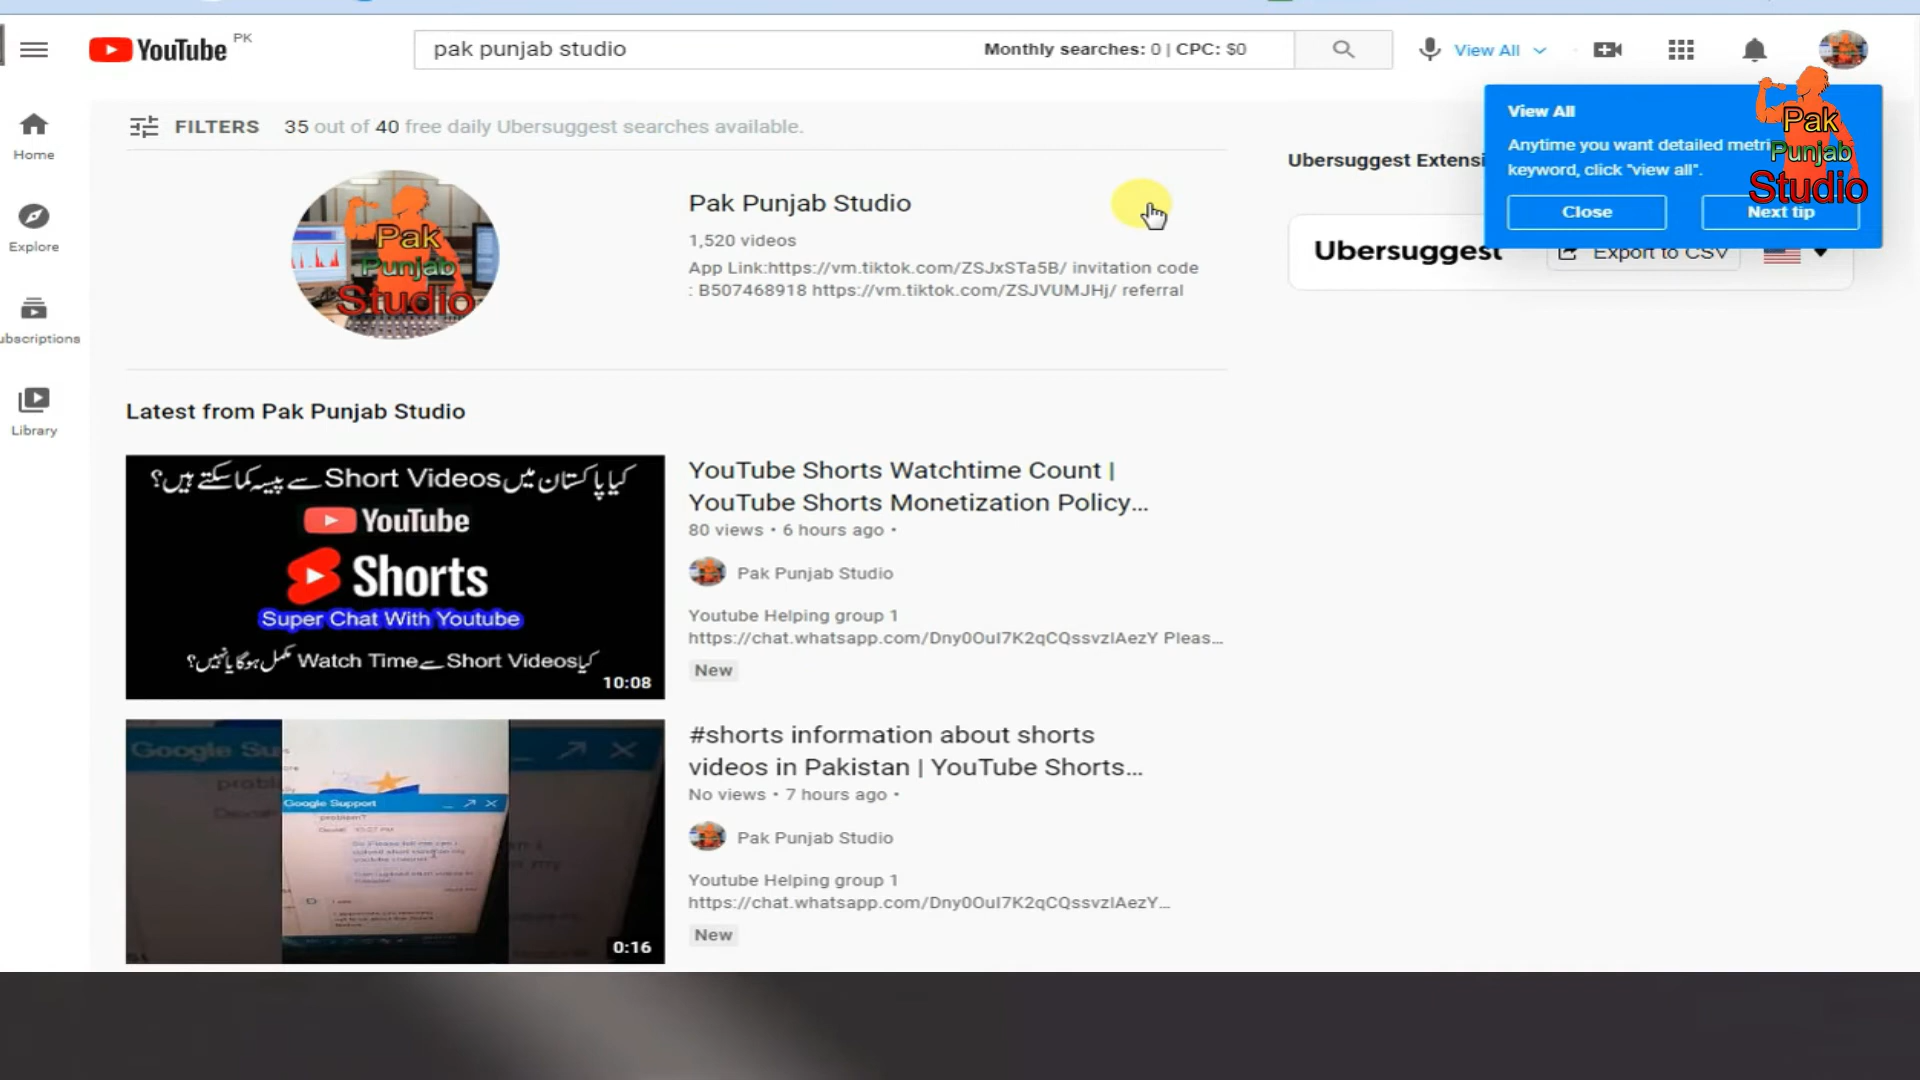 YouTube PK
pak punjab studio
Monthly searches: 0 | CPC: $0
View All
Home
Explore
ubscriptions
Library
FILTERS
35 out of 40 free daily Ubersuggest searches available.
Pak
Punjab
Studio
Pak Punjab Studio
1,520 videos
App Link:https://vm.tiktok.com/ZSJxSTa5B/ invitation code
: B507468918 https://vm.tiktok.com/ZSJVUMJHj/ referral
Ubersuggest Extensi
View All
Anytime you want detailed metri
keyword, click "view all".
Close
Next tip
Pak
Punjab
Studio
Ubersuggest
Export to CSV
Latest from Pak Punjab Studio
کیا پاکستان میں Short Videos سے پیسہ کما سکتے ہیں؟
YouTube
Shorts
Super Chat With Youtube
کیا Short Videos سے Watch Time مکمل ہوگا یا نہیں؟
10:08
YouTube Shorts Watchtime Count |
YouTube Shorts Monetization Policy...
80 views • 6 hours ago •
Pak Punjab Studio
Youtube Helping group 1
https://chat.whatsapp.com/Dny0OuI7K2qCQssvzIAezY Pleas...
New
Google Su
Google Support
problem?
0:16
#shorts information about shorts
videos in Pakistan | YouTube Shorts...
No views • 7 hours ago •
Pak Punjab Studio
Youtube Helping group 1
https://chat.whatsapp.com/Dny0OuI7K2qCQssvzIAezY...
New